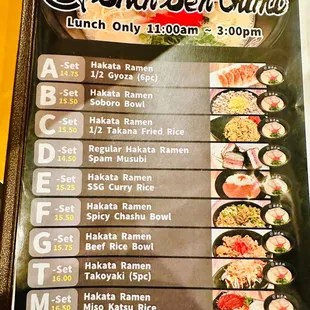 Lunch Only 11:00am ~ 3:00pm
A-Set
14.75
Hakata Ramen
1/2 Gyoza (6pc)
B-Set
15.50
Hakata Ramen
Soboro Bowl
C-Set
15.50
Hakata Ramen
1/2 Takana Fried Rice
D-Set
14.50
Regular Hakata Ramen
Spam Musubi
E-Set
15.25
Hakata Ramen
SSG Curry Rice
F-Set
15.50
Hakata Ramen
Spicy Chashu Bowl
G-Set
15.75
Hakata Ramen
Beef Rice Bowl
T-Set
16.00
Hakata Ramen
Takoyaki (5pc)
M-Set
16.50
Hakata Ramen
Miso Katsu Rice